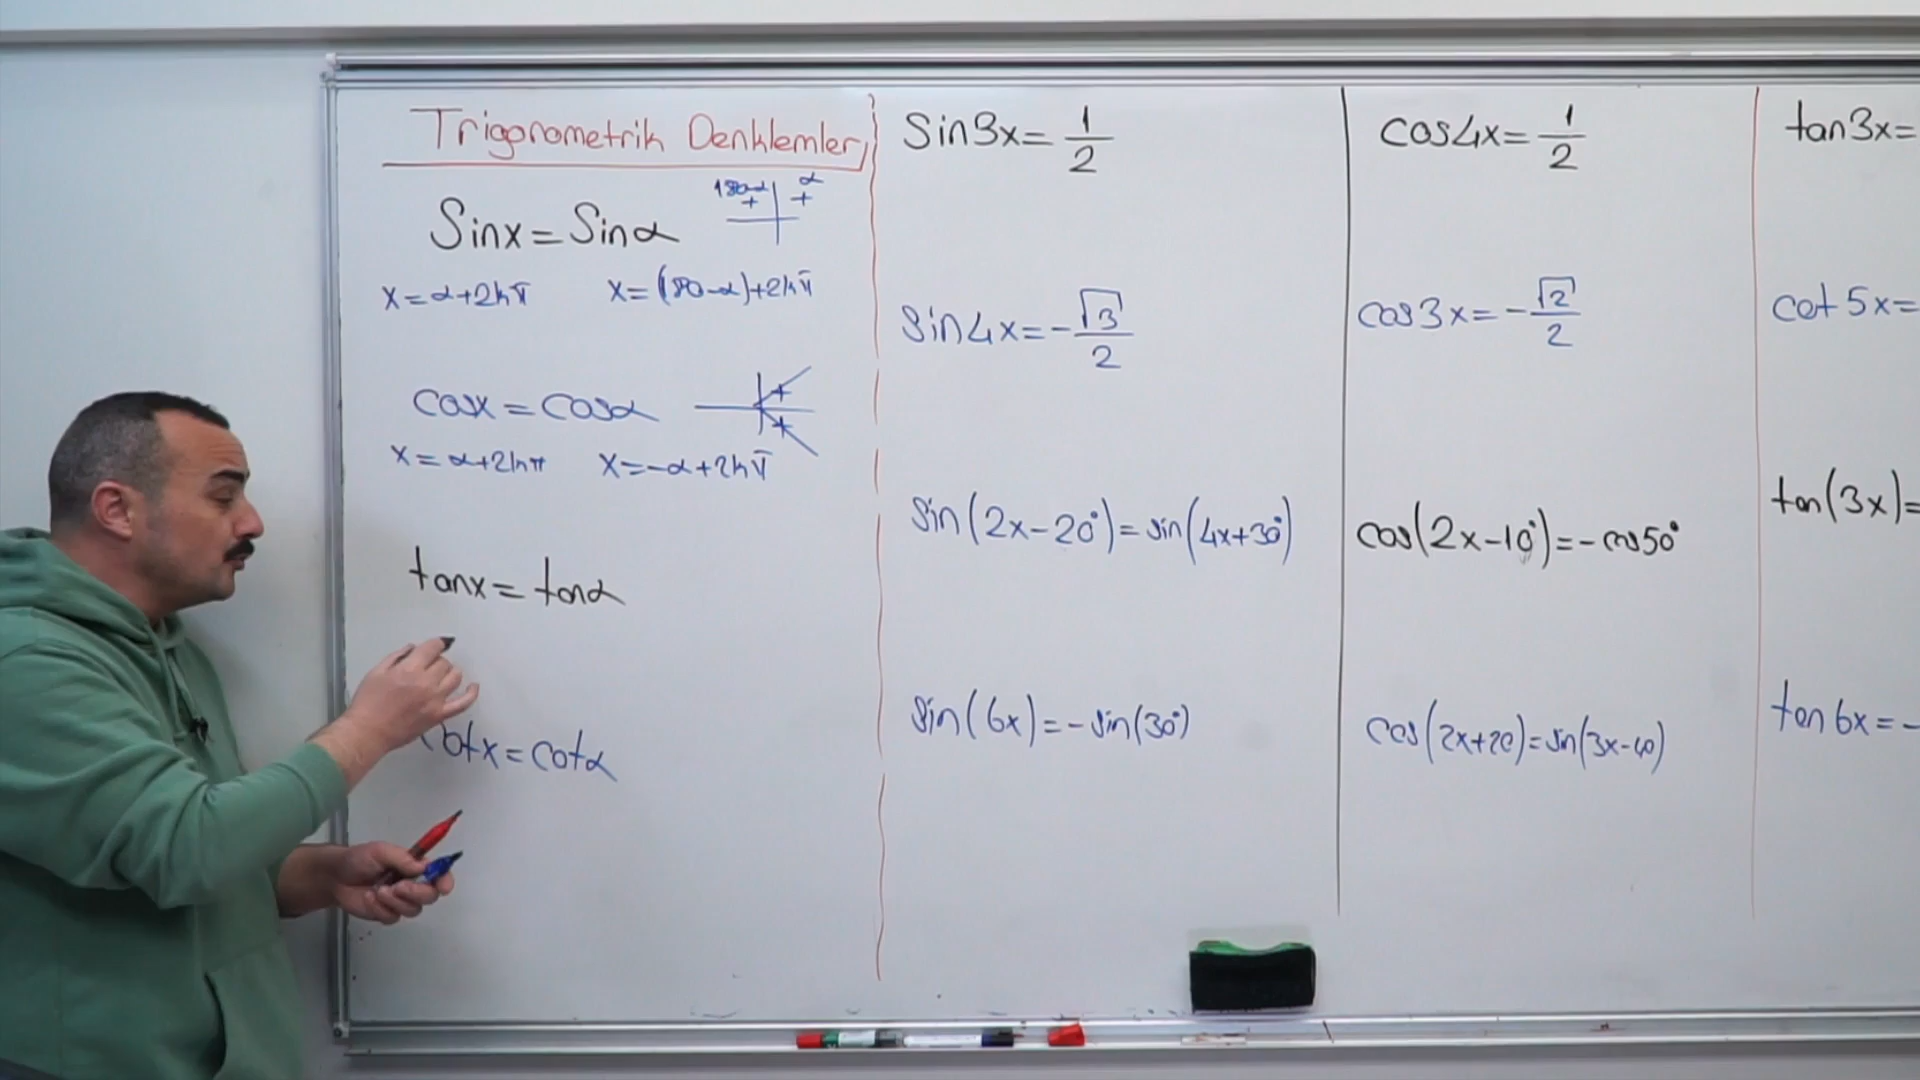 Trigonometrik Denklemler
Sinx = Sinα
180-α
α
+ +
x = α+2kπ x = (180-α)+2kπ
cosx = cosα
+
+
x = α+2kπ x = -α+2kπ
tanx = tanα
cotx = cotα
Sin3x = 1/2
Sin4x = -√3/2
Sin(2x-20°) = Sin(4x+30°)
Sin(6x) = -Sin(30°)
cos4x = 1/2
cos3x = -√2/2
cos(2x-10°) = -cos50°
cos(2x+20) = sin(3x-40)
tan3x =
cot5x =
tan(3x) =
tan6x = -